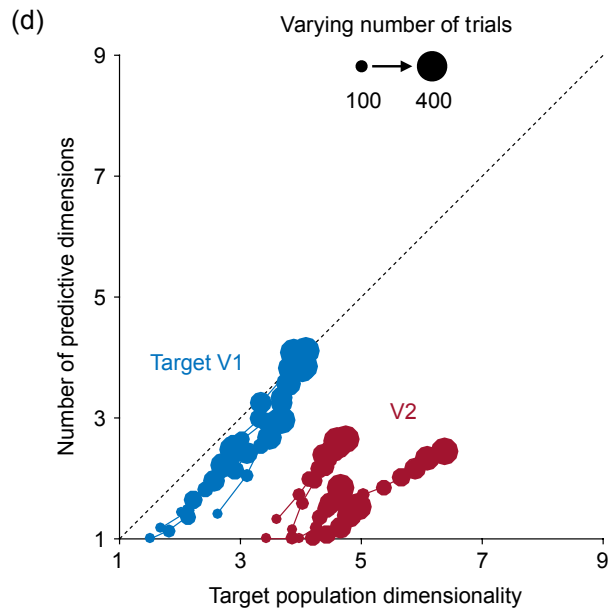 (d)
Varying number of trials
100
400
Number of predictive dimensions
9
7
5
3
1
Target V1
V2
1
3
5
7
9
Target population dimensionality